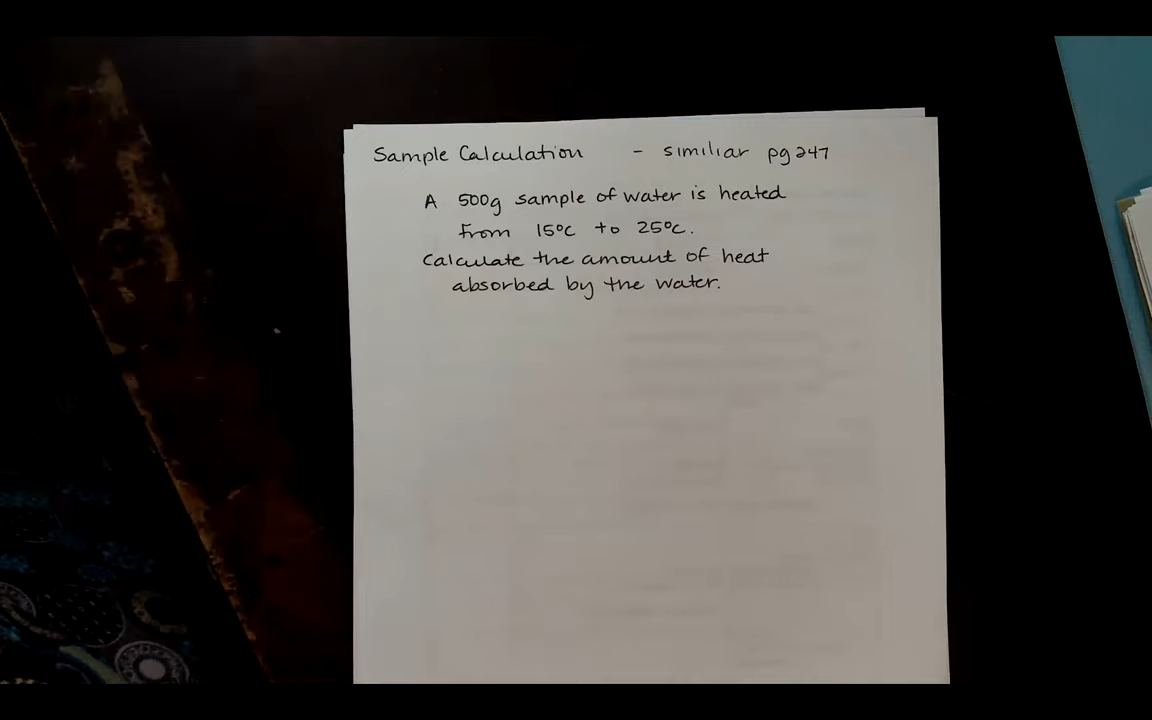 Sample Calculation - similiar pg 247
A 500g sample of water is heated
from 15°C to 25°C.
Calculate the amount of heat
absorbed by the water.